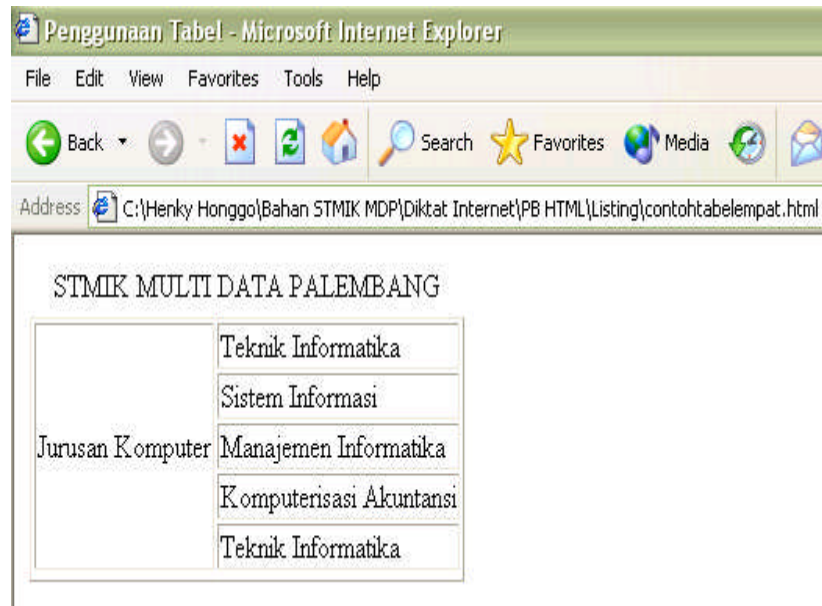 Penggunaan Tabel - Microsoft Internet Explorer
File Edit View Favorites Tools Help
Back Search Favorites Media
Address C:\Henky Honggo\Bahan STMIK MDP\Diktat Internet\PB HTML\Listing\contohtabelempat.html
STMIK MULTI DATA PALEMBANG
Teknik Informatika
Sistem Informasi
Jurusan Komputer Manajemen Informatika
Komputerisasi Akuntansi
Teknik Informatika